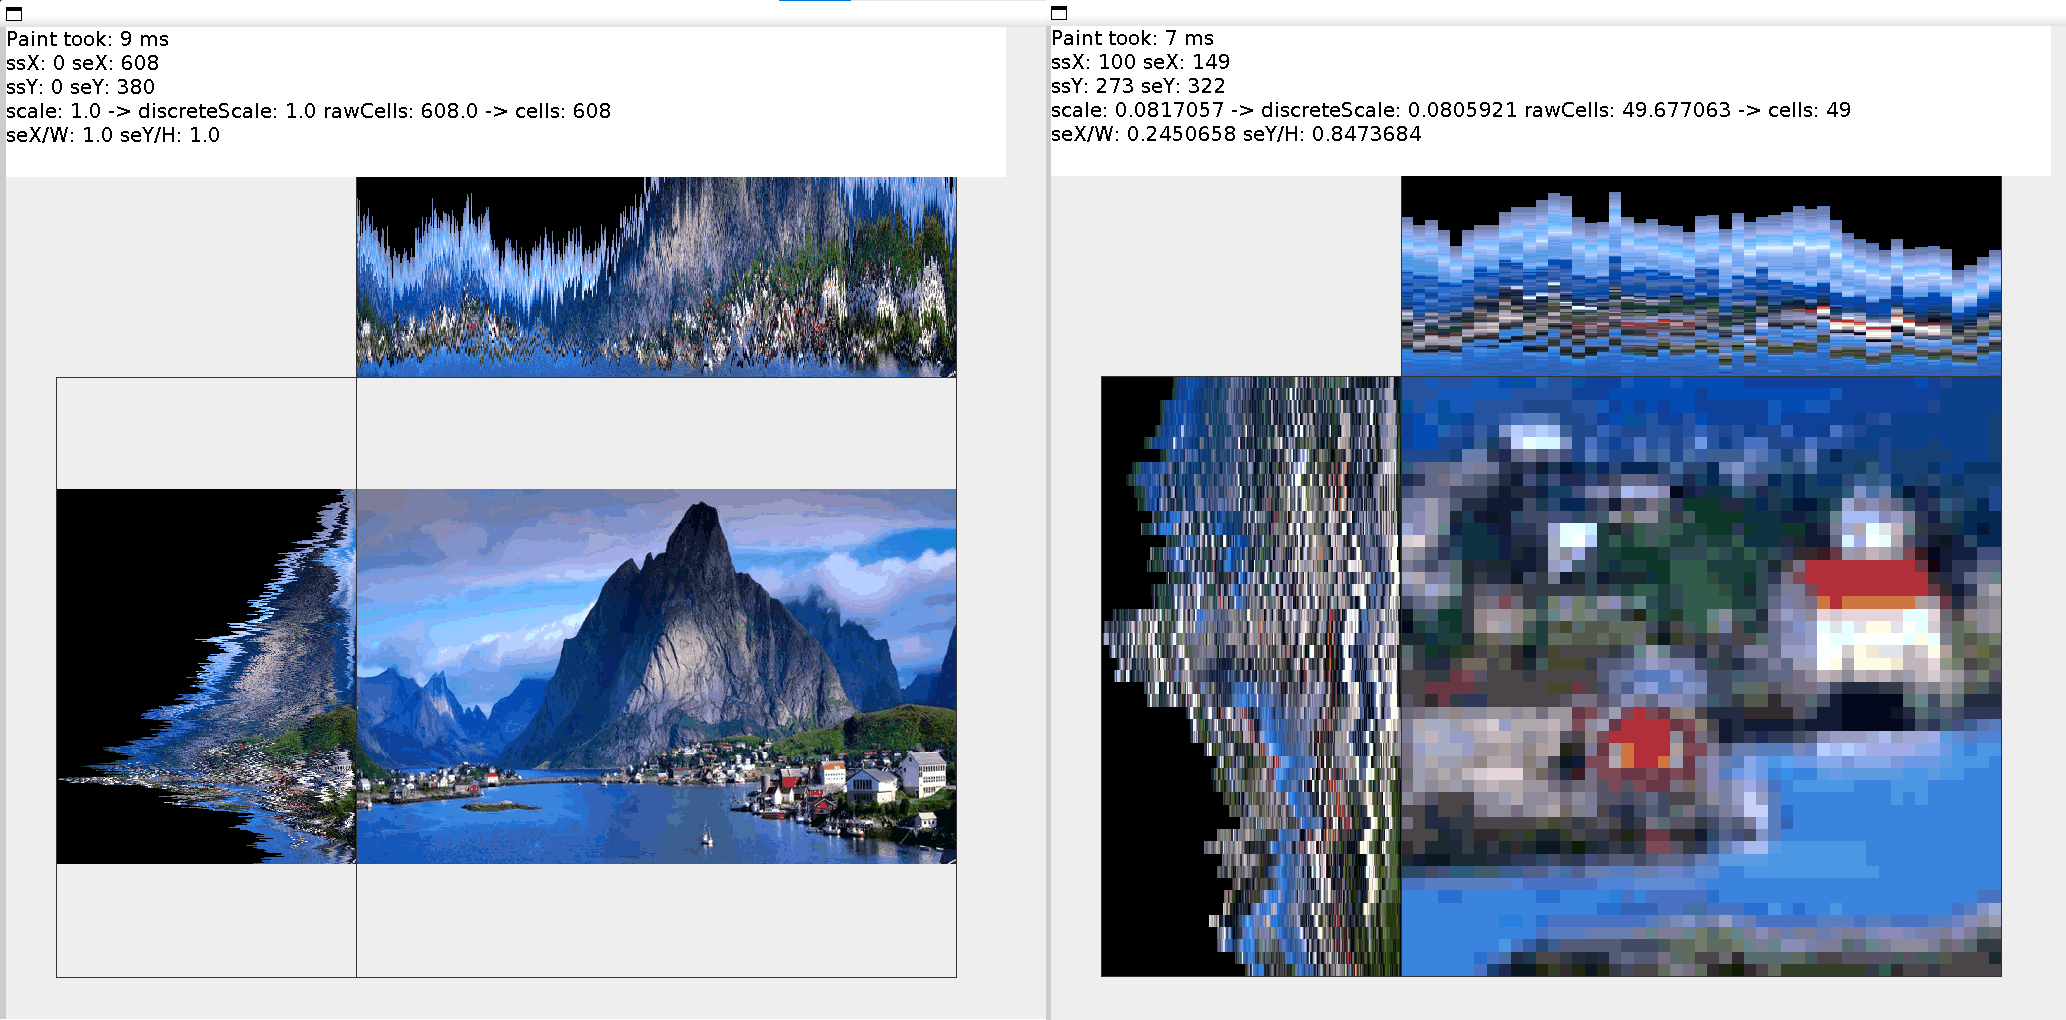 Paint took: 9 ms
ssX: 0 seX: 608
ssY: 0 seY: 380
scale: 1.0 -> discreteScale: 1.0 rawCells: 608.0 -> cells: 608
seX/W: 1.0 seY/H: 1.0
Paint took: 7 ms
ssX: 100 seX: 149
ssY: 273 seY: 322
scale: 0.0817057 -> discreteScale: 0.0805921 rawCells: 49.677063 -> cells: 49
seX/W: 0.2450658 seY/H: 0.8473684